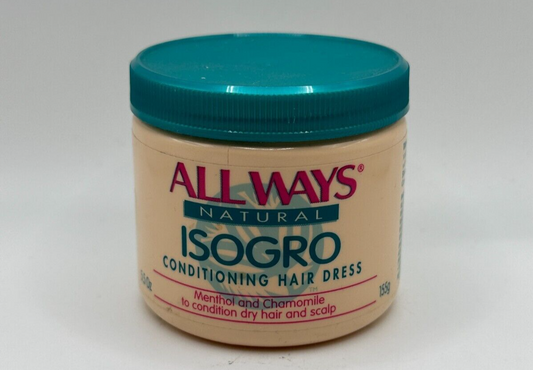 ALL WAYS®
NATURAL
ISOGRO
CONDITIONING HAIR DRESS
Menthol and Chamomile
to condition dry hair and scalp
155g